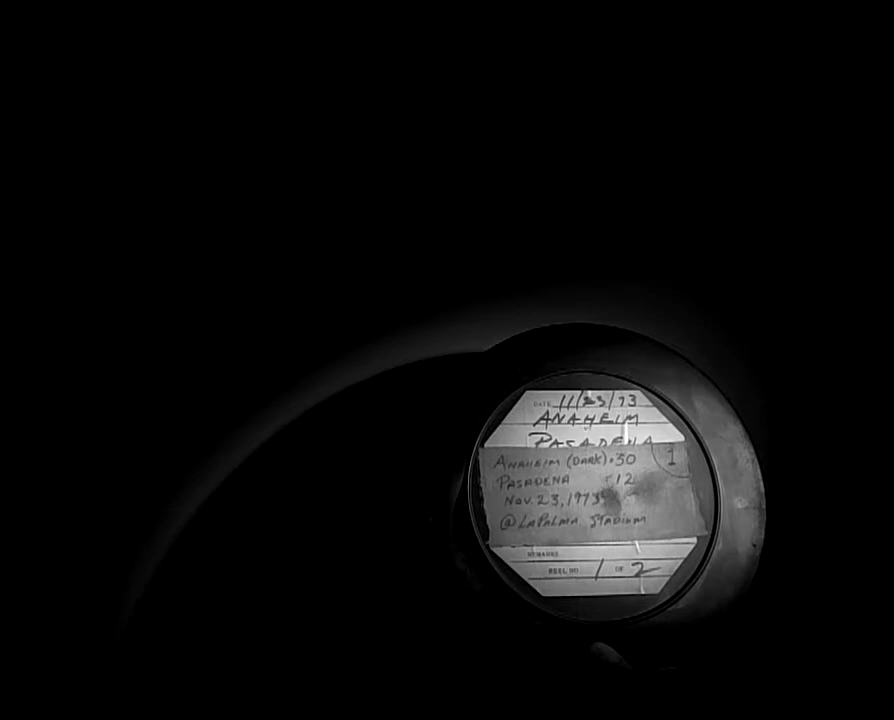 DATE 11/23/73
ANAHEIM
PASADENA
ANAHEIM (DARK) • 30
1
PASADENA 12
NOV. 23, 1973
@ LAPALMA STADIUM
REMARKS
REEL NO 1 OF 2